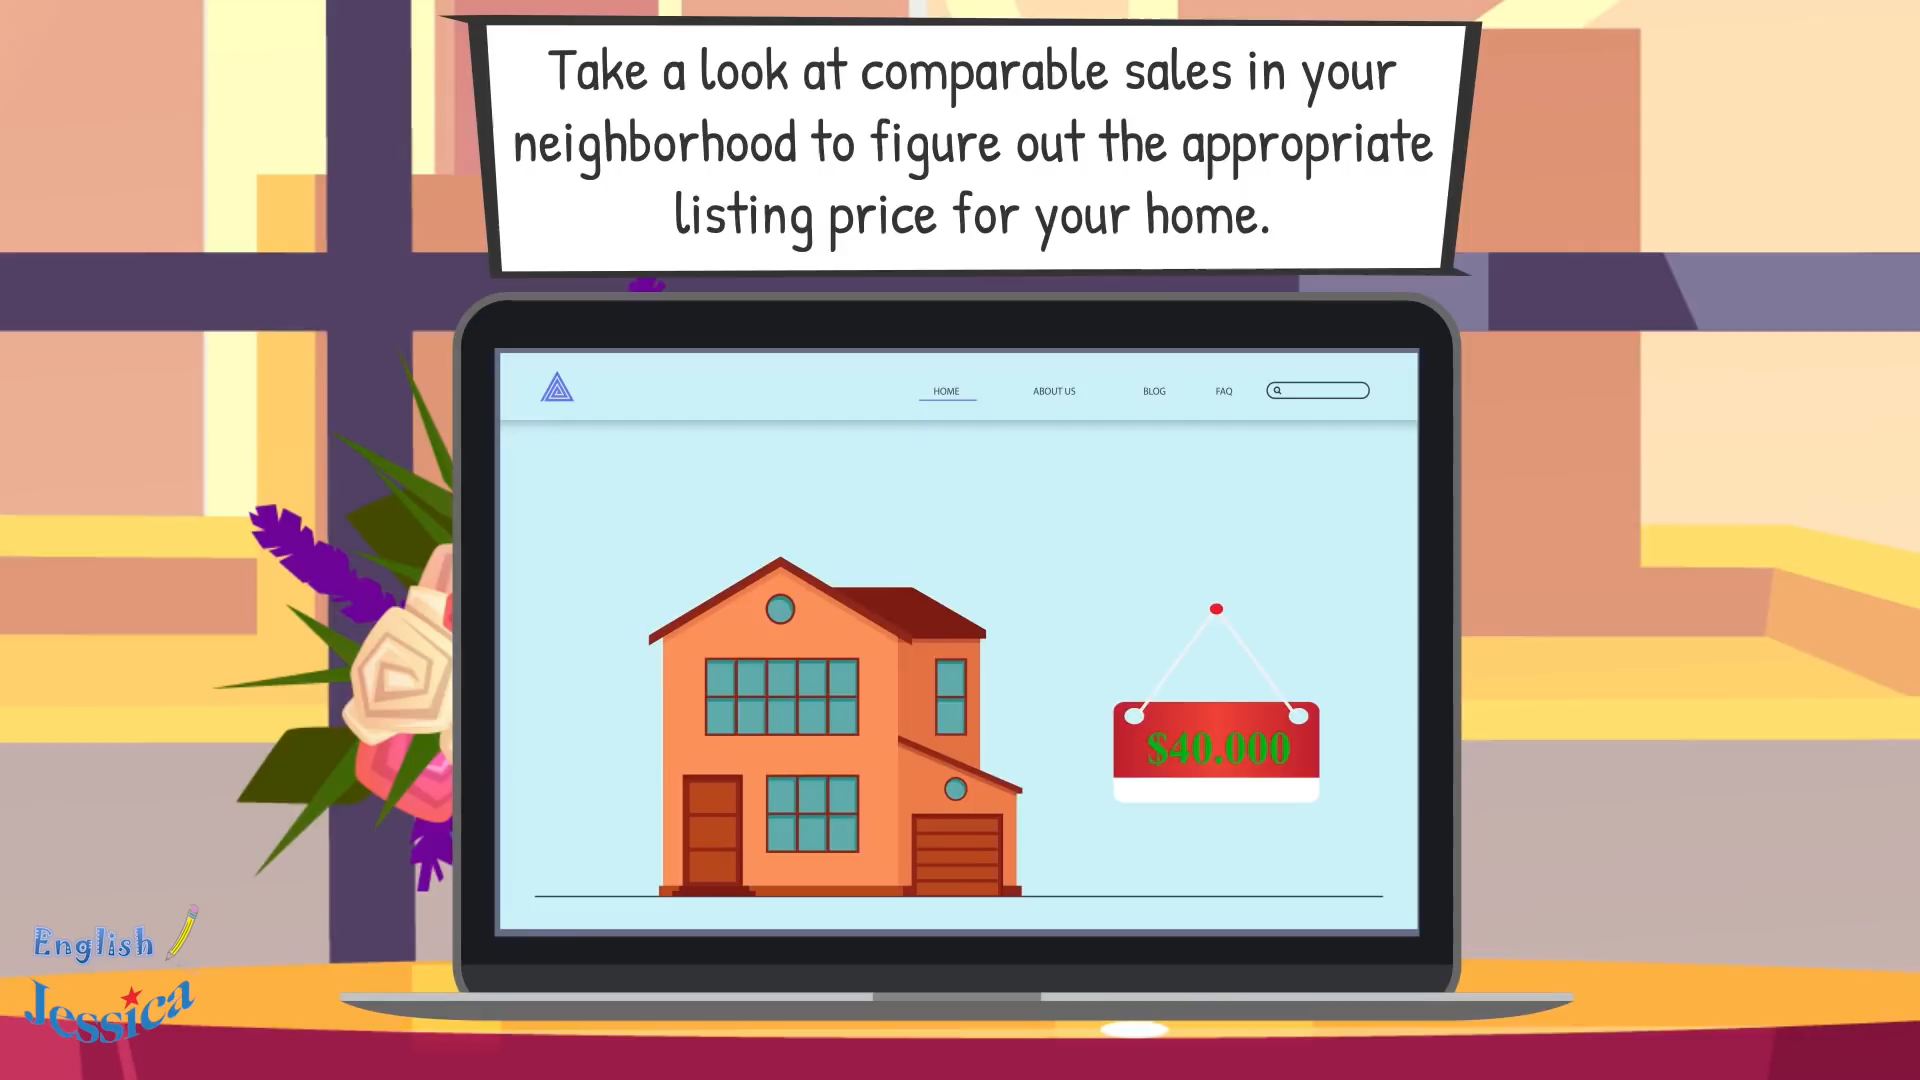 Take a look at comparable sales in your
neighborhood to figure out the appropriate
listing price for your home.
HOME
ABOUT US
BLOG
FAQ
$40.000
English
Jessica